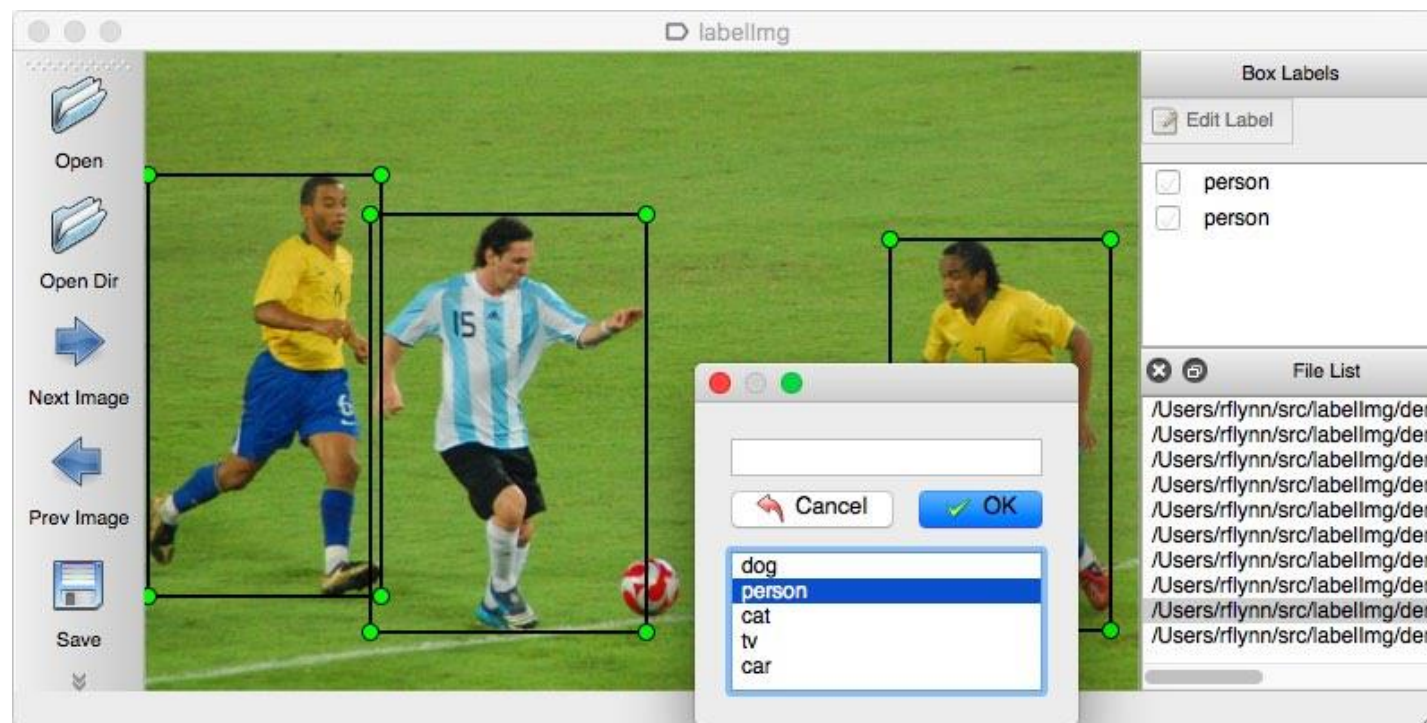 labelImg
Open
Open Dir
Next Image
Prev Image
Save
6
6
15
7
Cancel
OK
dog
person
cat
tv
car
Box Labels
Edit Label
person
person
File List
/Users/rflynn/src/labelImg/der
/Users/rflynn/src/labelImg/der
/Users/rflynn/src/labelImg/der
/Users/rflynn/src/labelImg/der
/Users/rflynn/src/labelImg/der
/Users/rflynn/src/labelImg/der
/Users/rflynn/src/labelImg/der
/Users/rflynn/src/labelImg/der
/Users/rflynn/src/labelImg/der
/Users/rflynn/src/labelImg/der